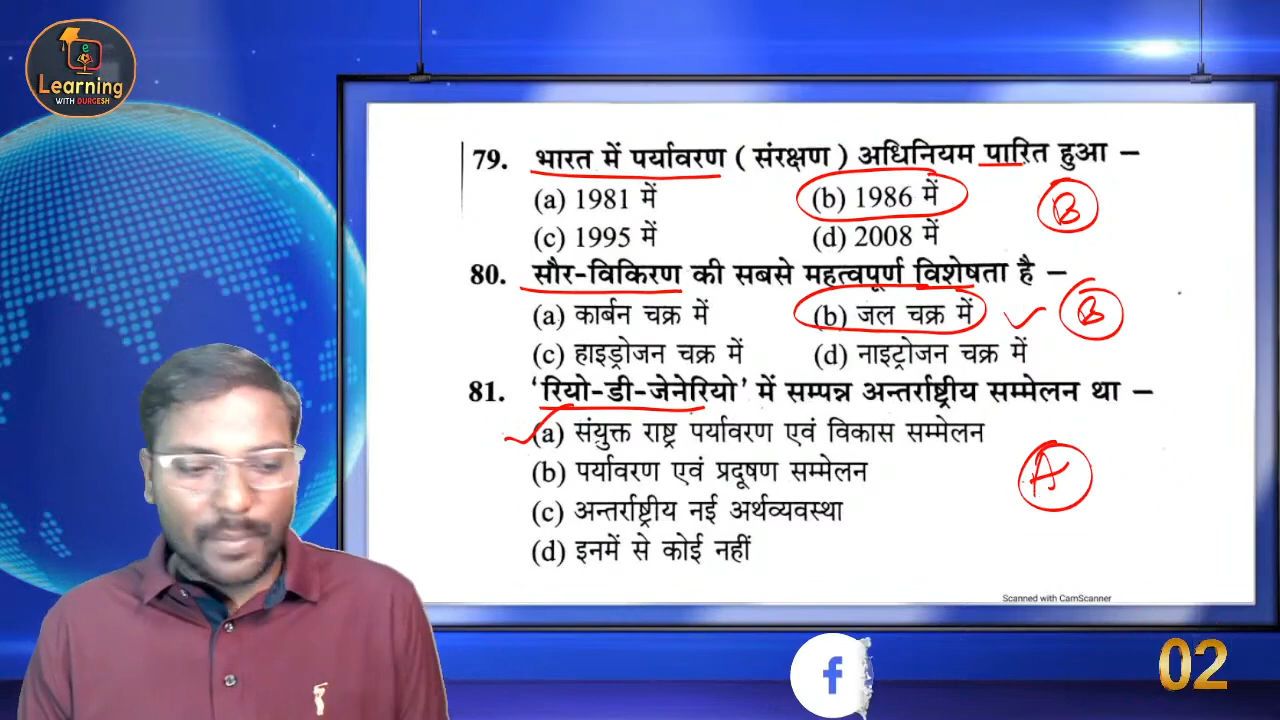 e
Learning
WITH DURGESH
79. भारत में पर्यावरण ( संरक्षण ) अधिनियम पारित हुआ –
(a) 1981 में (b) 1986 में B
(c) 1995 में (d) 2008 में
80. सौर-विकिरण की सबसे महत्वपूर्ण विशेषता है –
(a) कार्बन चक्र में (b) जल चक्र में B
(c) हाइड्रोजन चक्र में (d) नाइट्रोजन चक्र में
81. ‘रियो-डी-जेनेरियो’ में सम्पन्न अन्तर्राष्ट्रीय सम्मेलन था –
(a) संयुक्त राष्ट्र पर्यावरण एवं विकास सम्मेलन
(b) पर्यावरण एवं प्रदूषण सम्मेलन A
(c) अन्तर्राष्ट्रीय नई अर्थव्यवस्था
(d) इनमें से कोई नहीं
Scanned with CamScanner
f
02